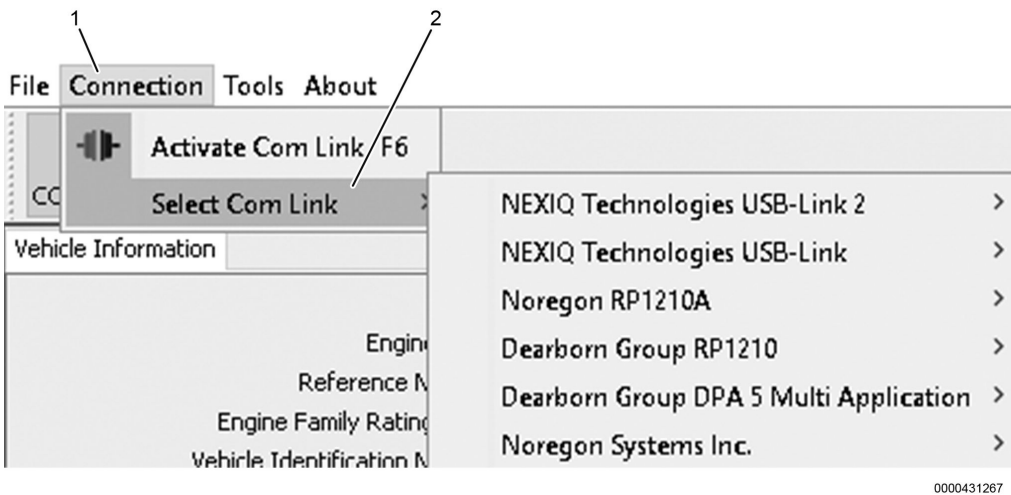 1 2
File Connection Tools About
Activate Com Link F6
Select Com Link > NEXIQ Technologies USB-Link 2 >
Vehicle Information NEXIQ Technologies USB-Link >
Noregon RP1210A >
Dearborn Group RP1210 >
Dearborn Group DPA 5 Multi Application >
Engine Family Rating
Vehicle Identification Noregon Systems Inc. >
0000431267